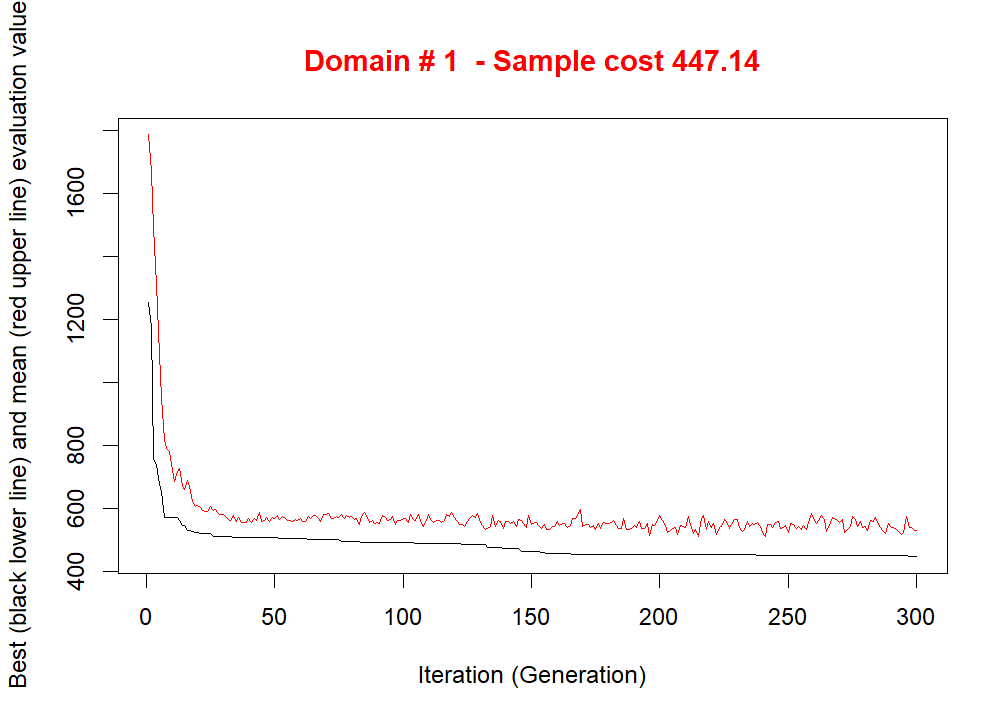 Domain # 1  - Sample cost 447.14
Best (black lower line) and mean (red upper line) evaluation value
1600
1200
800
600
400
0 50 100 150 200 250 300
Iteration (Generation)